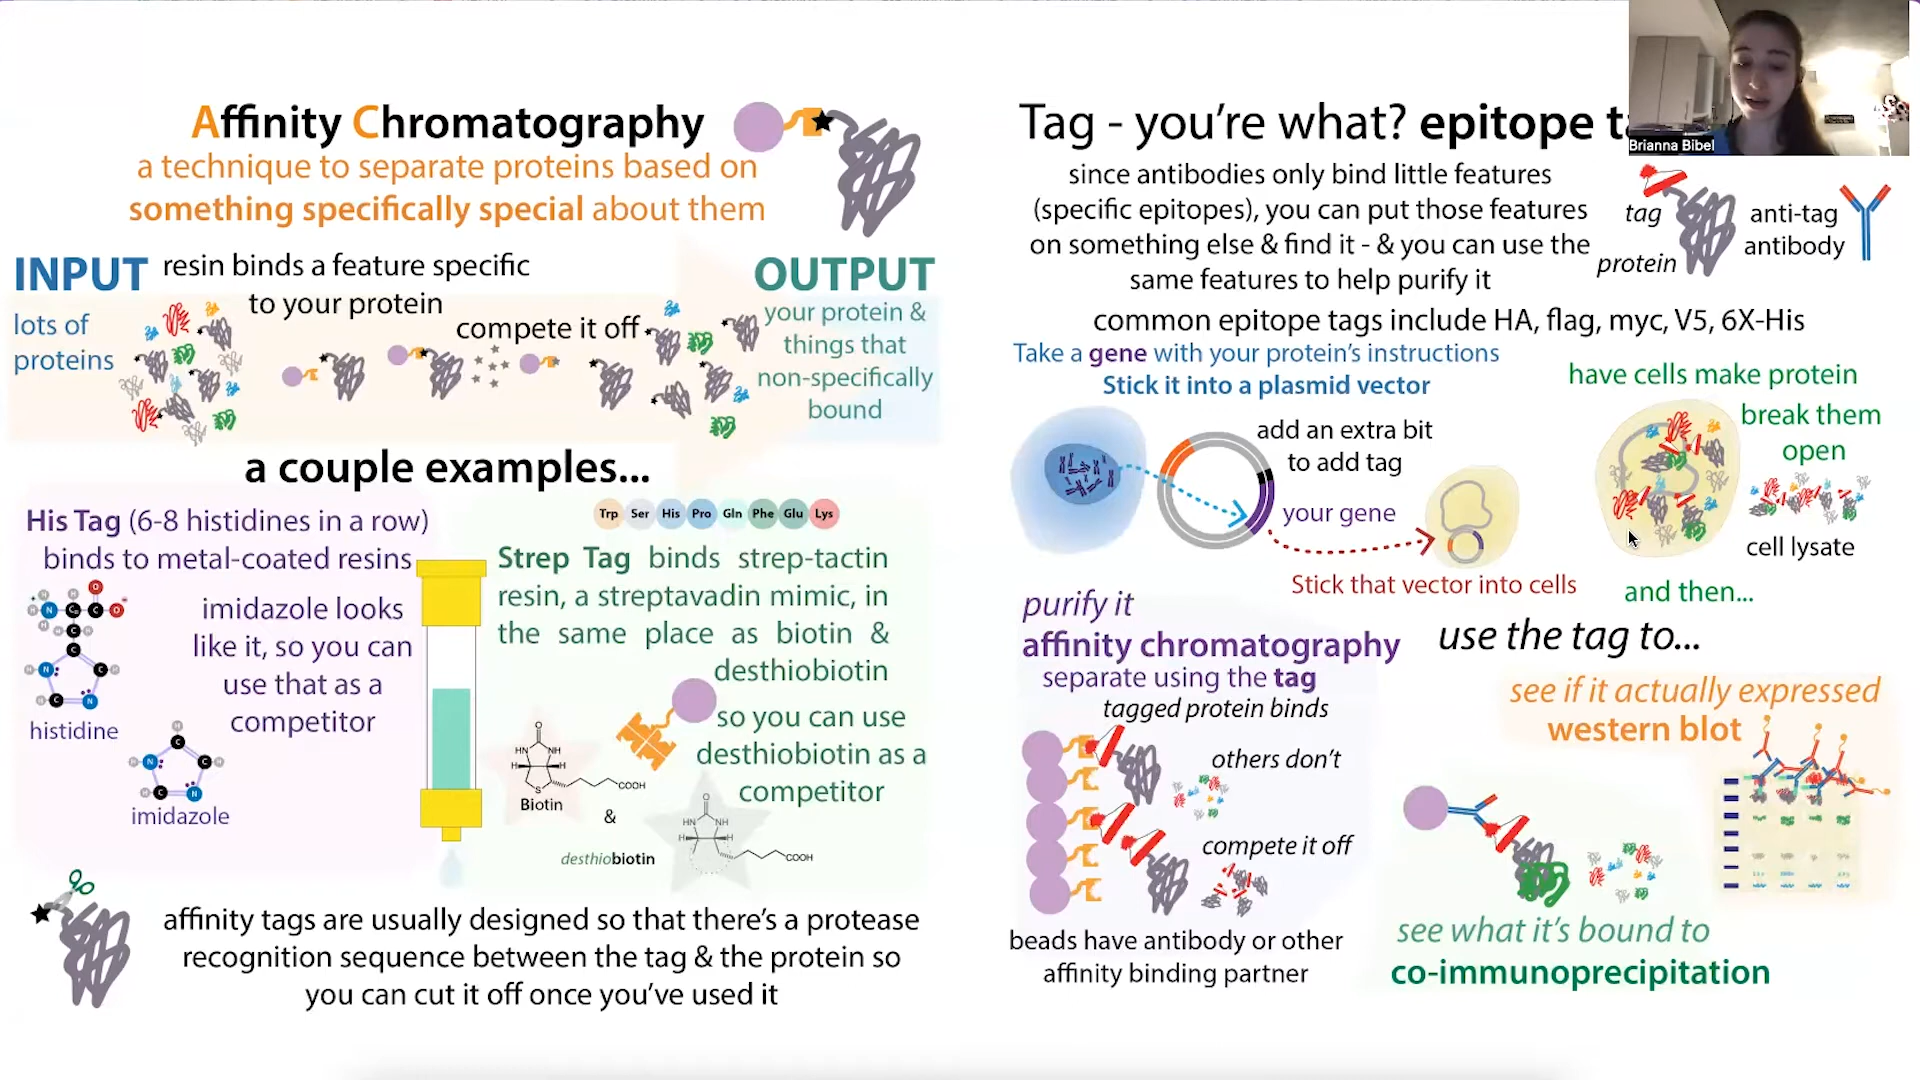 Affinity Chromatography
a technique to separate proteins based on
something specifically special about them
INPUT
resin binds a feature specific
to your protein
OUTPUT
lots of
proteins
compete it off
your protein &
things that
non-specifically
bound
a couple examples...
His Tag (6-8 histidines in a row)
binds to metal-coated resins
imidazole looks
like it, so you can
use that as a
competitor
histidine
imidazole
Trp Ser His Pro Gln Phe Glu Lys
Strep Tag binds strep-tactin
resin, a streptavadin mimic, in
the same place as biotin &
desthiobiotin
so you can use
desthiobiotin as a
competitor
HN NH
H H
S
O
COOH
Biotin
&
desthiobiotin
O
HN NH
H H
COOH
affinity tags are usually designed so that there's a protease
recognition sequence between the tag & the protein so
you can cut it off once you've used it
Tag - you're what? epitope ta
Brianna Bibel
since antibodies only bind little features
(specific epitopes), you can put those features
on something else & find it - & you can use the
same features to help purify it
tag
protein
anti-tag
antibody
common epitope tags include HA, flag, myc, V5, 6X-His
Take a gene with your protein's instructions
Stick it into a plasmid vector
add an extra bit
to add tag
your gene
Stick that vector into cells
have cells make protein
break them
open
cell lysate
and then...
use the tag to...
purify it
affinity chromatography
separate using the tag
tagged protein binds
others don't
compete it off
beads have antibody or other
affinity binding partner
see if it actually expressed
western blot
see what it's bound to
co-immunoprecipitation